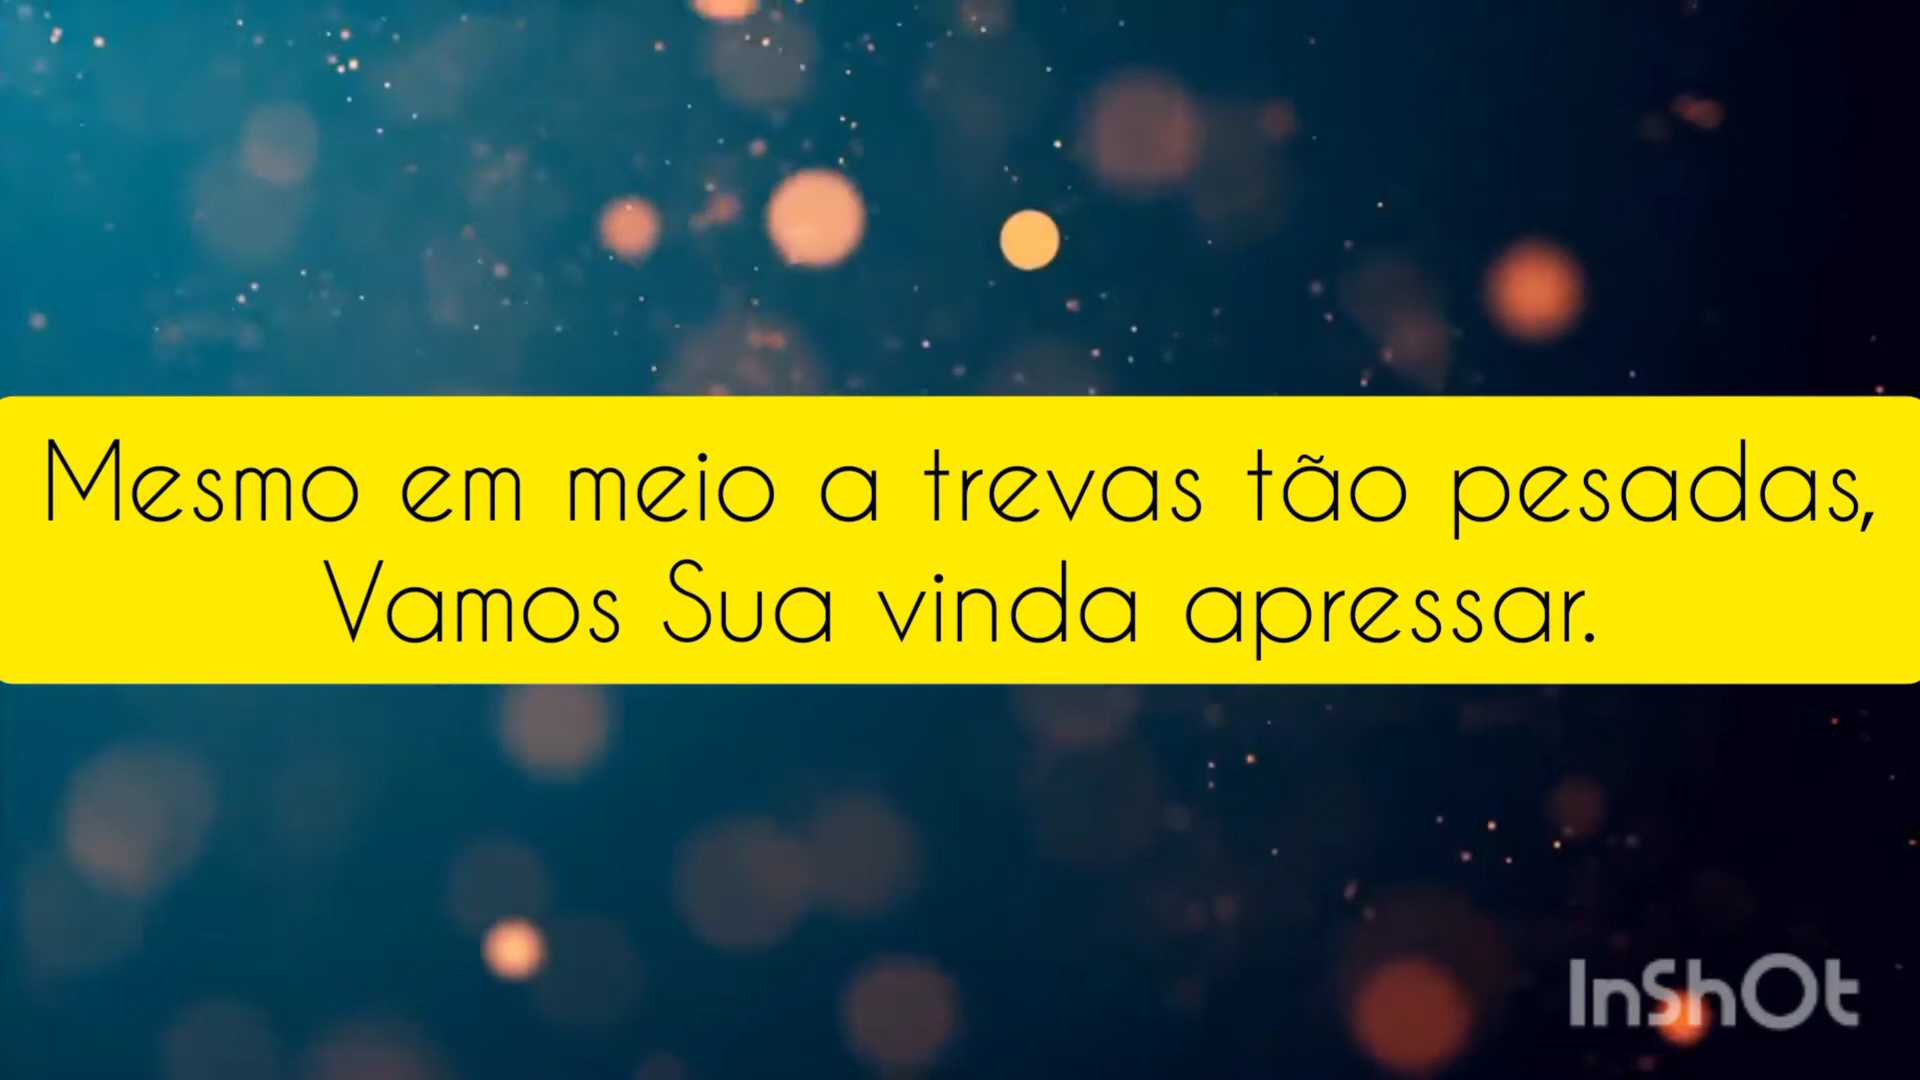 Mesmo em meio a trevas tão pesadas,
Vamos Sua vinda apressar.
InShOt